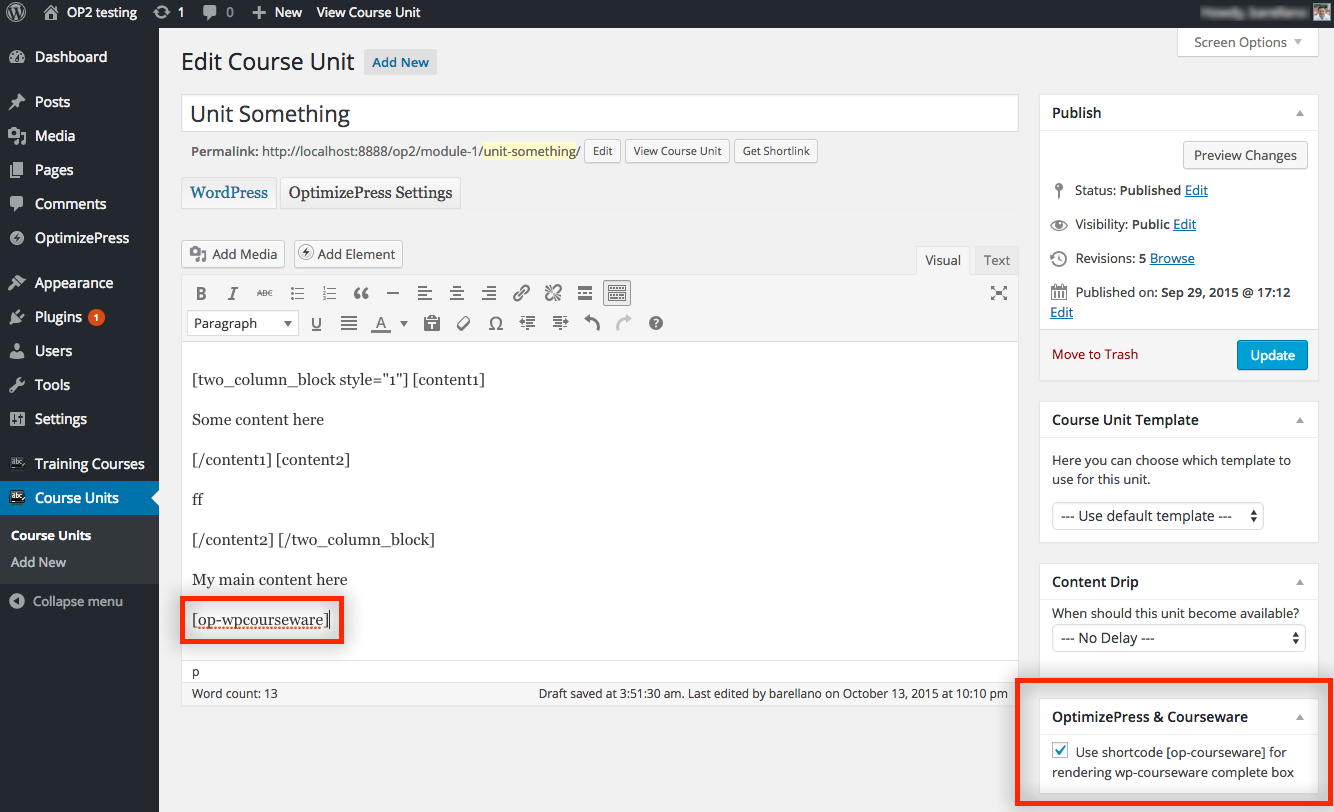 OP2 testing 1 0 New View Course Unit
Screen Options
Dashboard
Posts
Media
Pages
Comments
OptimizePress
Appearance
Plugins 1
Users
Tools
Settings
Training Courses
Course Units
Course Units
Add New
Collapse menu
Edit Course Unit Add New
Unit Something
Permalink: http://localhost:8888/op2/module-1/unit-something/ Edit View Course Unit Get Shortlink
WordPress OptimizePress Settings
Add Media Add Element
Visual Text
B I ABC
Paragraph U A T Ω
[two_column_block style="1"] [content1]
Some content here
[/content1] [content2]
ff
[/content2] [/two_column_block]
My main content here
[op-wpcourseware]
p
Word count: 13 Draft saved at 3:51:30 am. Last edited by barellano on October 13, 2015 at 10:10 pm
Publish
Preview Changes
Status: Published Edit
Visibility: Public Edit
Revisions: 5 Browse
Published on: Sep 29, 2015 @ 17:12
Edit
Move to Trash Update
Course Unit Template
Here you can choose which template to
use for this unit.
--- Use default template ---
Content Drip
When should this unit become available?
--- No Delay ---
OptimizePress & Courseware
Use shortcode [op-courseware] for
rendering wp-courseware complete box